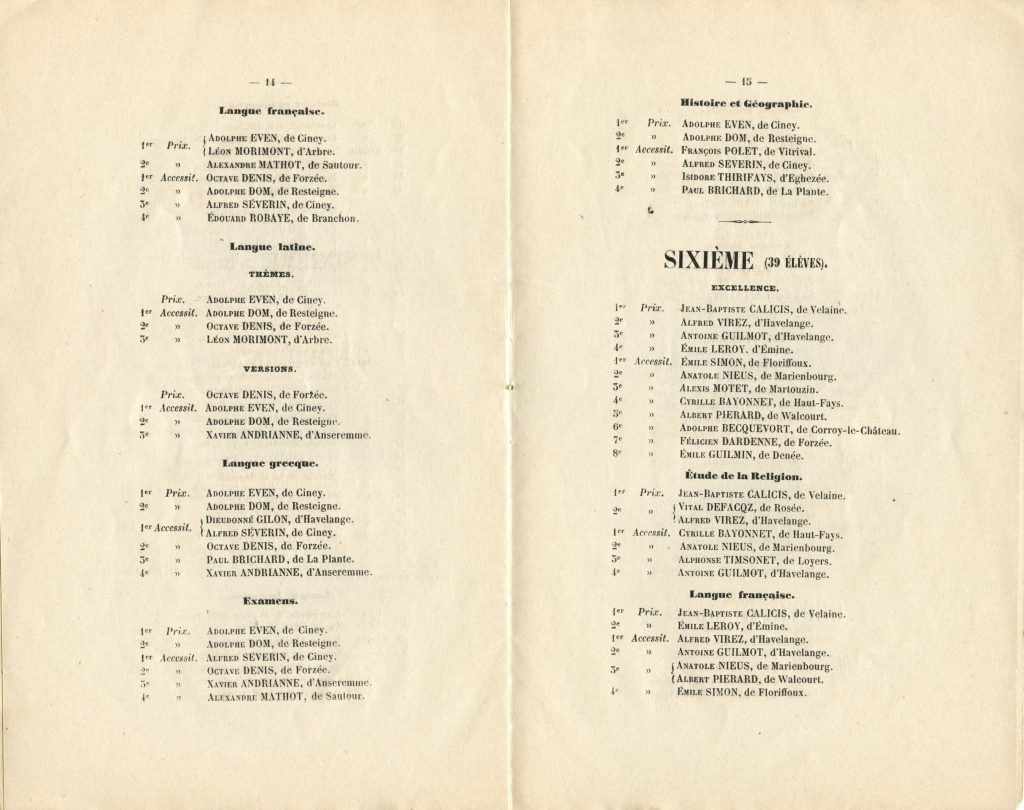 — 14 —
Langue française.
1er Prix. { ADOLPHE EVEN, de Ciney.
LÉON MORIMONT, d'Arbre.
2e » ALEXANDRE MATHOT, de Sautour.
1er Accessit. OCTAVE DENIS, de Forzée.
2e » ADOLPHE DOM, de Resteigne.
3e » ALFRED SÉVERIN, de Ciney.
4e » ÉDOUARD ROBAYE, de Branchon.
Langue latine.
THÈMES.
Prix. ADOLPHE EVEN, de Ciney.
1er Accessit. ADOLPHE DOM, de Resteigne.
2e » OCTAVE DENIS, de Forzée.
3e » LÉON MORIMONT, d'Arbre.
VERSIONS.
Prix. OCTAVE DENIS, de Forzée.
1er Accessit. ADOLPHE EVEN, de Ciney.
2e » ADOLPHE DOM, de Resteigne.
3e » XAVIER ANDRIANNE, d'Anseremme.
Langue grecque.
1er Prix. ADOLPHE EVEN, de Ciney.
2e » ADOLPHE DOM, de Resteigne.
1er Accessit. { DIEUDONNÉ GILON, d'Havelange.
ALFRED SÉVERIN, de Ciney.
2e » OCTAVE DENIS, de Forzée.
3e » PAUL BRICHARD, de La Plante.
4e » XAVIER ANDRIANNE, d'Anseremme.
Examens.
1er Prix. ADOLPHE EVEN, de Ciney.
2e » ADOLPHE DOM, de Resteigne.
1er Accessit. ALFRED SÉVERIN, de Ciney.
2e » OCTAVE DENIS, de Forzée.
3e » XAVIER ANDRIANNE, d'Anseremme.
4e » ALEXANDRE MATHOT, de Sautour.
— 15 —
Histoire et Géographie.
1er Prix. ADOLPHE EVEN, de Ciney.
2e » ADOLPHE DOM, de Resteigne.
1er Accessit. FRANÇOIS POLET, de Vitrival.
2e » ALFRED SEVERIN, de Ciney.
3e » ISIDORE THIRIFAYS, d'Eghezée.
4e » PAUL BRICHARD, de La Plante.
SIXIÈME (39 ÉLÈVES).
EXCELLENCE.
1er Prix. JEAN-BAPTISTE CALICIS, de Velaine.
2e » ALFRED VIREZ, d'Havelange.
3e » ANTOINE GUILMOT, d'Havelange.
4e » ÉMILE LEROY, d'Émine.
1er Accessit. ÉMILE SIMON, de Floriffoux.
2e » ANATOLE NIEUS, de Marienbourg.
3e » ALEXIS MOTET, de Martouzin.
4e » CYRILLE BAYONNET, de Haut-Fays.
5e » ALBERT PIERARD, de Walcourt.
6e » ADOLPHE BECQUEVORT, de Corroy-le-Château.
7e » FÉLICIEN DARDENNE, de Forzée.
8e » EMILE GUILMIN, de Denée.
Étude de la Religion.
1er Prix. JEAN-BAPTISTE CALICIS, de Velaine.
2e » { VITAL DEFACQZ, de Rosée.
ALFRED VIREZ, d'Havelange.
1er Accessit. CYRILLE BAYONNET, de Haut-Fays.
2e » ANATOLE NIEUS, de Marienbourg.
3e » ALPHONSE TIMSONET, de Loyers.
4e » ANTOINE GUILMOT, d'Havelange.
Langue française.
1er Prix. JEAN-BAPTISTE CALICIS, de Velaine.
2e » EMILE LEROY, d'Émine.
1er Accessit. ALFRED VIREZ, d'Havelange.
2e » ANTOINE GUILMOT, d'Havelange.
3e » { ANATOLE NIEUS, de Marienbourg.
ALBERT PIERARD, de Walcourt.
4e » ÉMILE SIMON, de Floriffoux.